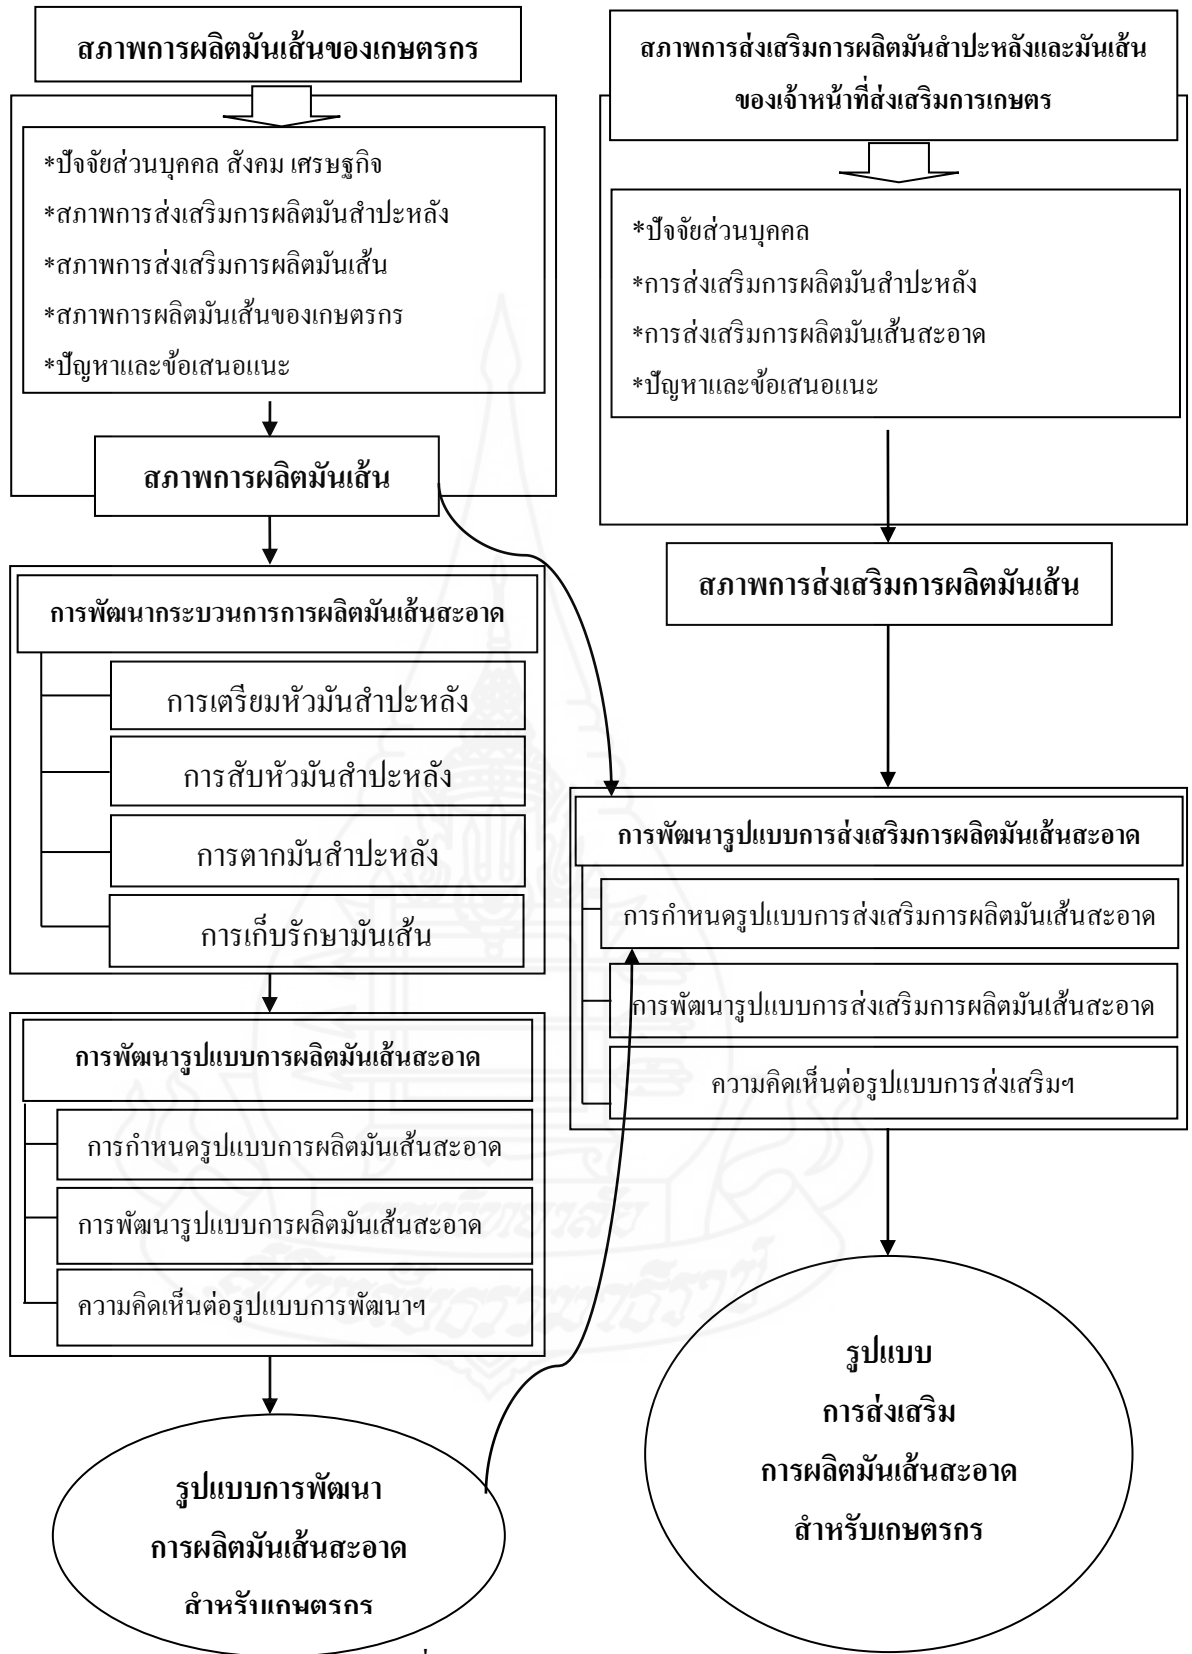 สภาพการผลิตมันเส้นของเกษตรกร
*ปัจจัยส่วนบุคคล สังคม เศรษฐกิจ
*สภาพการส่งเสริมการผลิตมันสำปะหลัง
*สภาพการส่งเสริมการผลิตมันเส้น
*สภาพการผลิตมันเส้นของเกษตรกร
*ปัญหาและข้อเสนอแนะ
สภาพการผลิตมันเส้น
การพัฒนากระบวนการการผลิตมันเส้นสะอาด
การเตรียมหัวมันสำปะหลัง
การสับหัวมันสำปะหลัง
การตากมันสำปะหลัง
การเก็บรักษามันเส้น
การพัฒนารูปแบบการผลิตมันเส้นสะอาด
การกำหนดรูปแบบการผลิตมันเส้นสะอาด
การพัฒนารูปแบบการผลิตมันเส้นสะอาด
ความคิดเห็นต่อรูปแบบการพัฒนาฯ
รูปแบบการพัฒนา
การผลิตมันเส้นสะอาด
สำหรับเกษตรกร
สภาพการส่งเสริมการผลิตมันสำปะหลังและมันเส้น
ของเจ้าหน้าที่ส่งเสริมการเกษตร
*ปัจจัยส่วนบุคคล
*การส่งเสริมการผลิตมันสำปะหลัง
*การส่งเสริมการผลิตมันเส้นสะอาด
*ปัญหาและข้อเสนอแนะ
สภาพการส่งเสริมการผลิตมันเส้น
การพัฒนารูปแบบการส่งเสริมการผลิตมันเส้นสะอาด
การกำหนดรูปแบบการส่งเสริมการผลิตมันเส้นสะอาด
การพัฒนารูปแบบการส่งเสริมการผลิตมันเส้นสะอาด
ความคิดเห็นต่อรูปแบบการส่งเสริมฯ
รูปแบบ
การส่งเสริม
การผลิตมันเส้นสะอาด
สำหรับเกษตรกร
มหาวิทยาลัย
สุโขทัยธรรมาธิราช